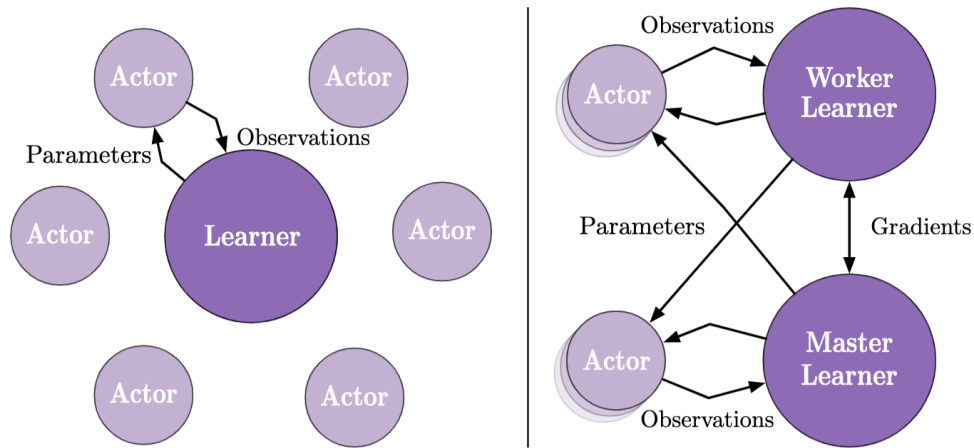 Actor
Actor
Observations
Parameters
Learner
Actor
Actor
Actor
Actor
Observations
Actor
Worker
Learner
Parameters
Gradients
Actor
Master
Learner
Observations